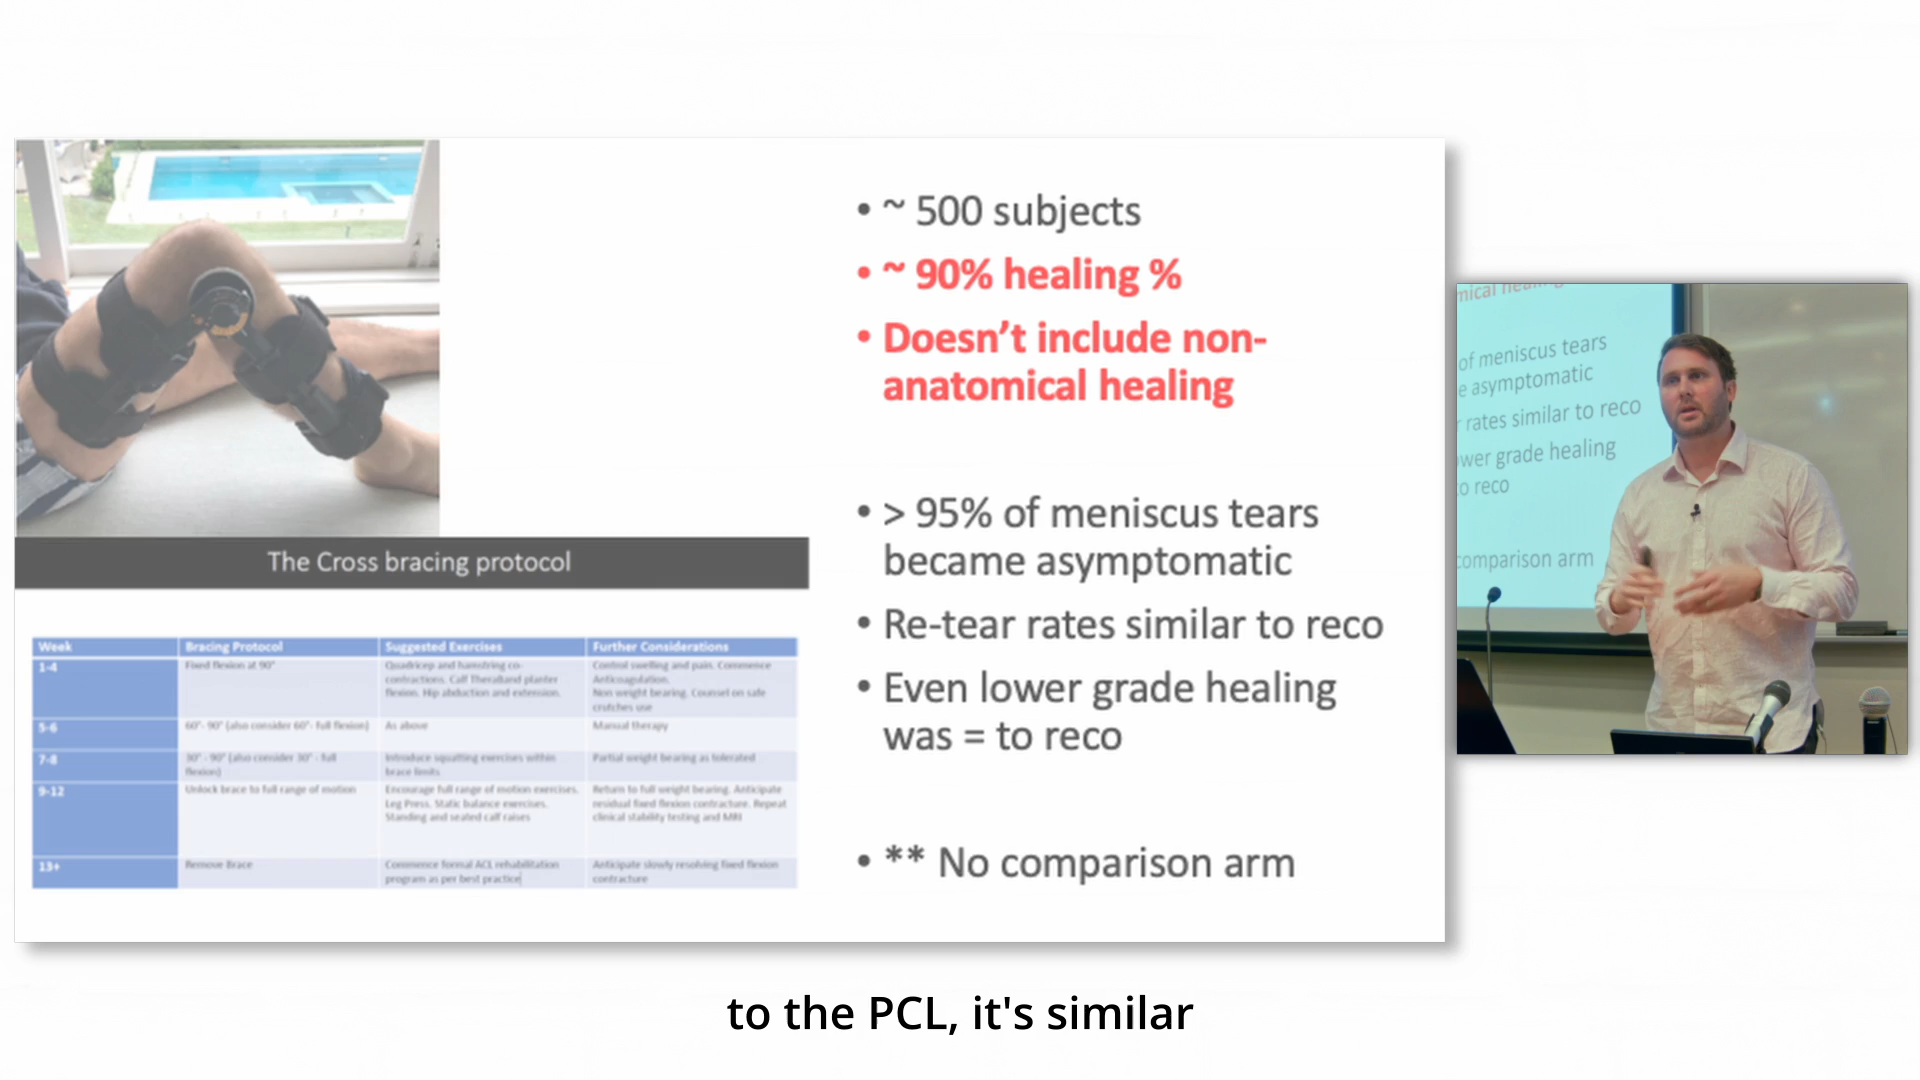 • ~ 500 subjects
• ~ 90% healing %
• Doesn't include non-
anatomical healing
• > 95% of meniscus tears
became asymptomatic
• Re-tear rates similar to reco
• Even lower grade healing
was = to reco
• ** No comparison arm
The Cross bracing protocol
Week Bracing Protocol Suggested Exercises Further Considerations
1-4
Fixed flexion at 90°
Quadricep and hamstring co-
contractions. Calf TheraBand planter
flexion. Hip abduction and extension.
Control swelling and pain. Commence
Anticoagulation.
Non weight bearing. Counsel on safe
crutches use
5-6
60°- 90° (also consider 60°- full flexion)
As above
Manual therapy
7-8
30° - 90° (also consider 30° - full
flexion)
Introduce squatting exercises within
brace limits
Partial weight bearing as tolerated
9-12
Unlock brace to full range of motion
Encourage full range of motion exercises.
Leg Press. Static balance exercises.
Standing and seated calf raises
Return to full weight bearing. Anticipate
residual fixed flexion contracture. Repeat
clinical stability testing and MRI
13+
Remove Brace
Commence formal ACL rehabilitation
program as per best practice
Anticipate slowly resolving fixed flexion
contracture
mical healing
of meniscus tears
e asymptomatic
r rates similar to reco
wer grade healing
to reco
comparison arm
to the PCL, it's similar